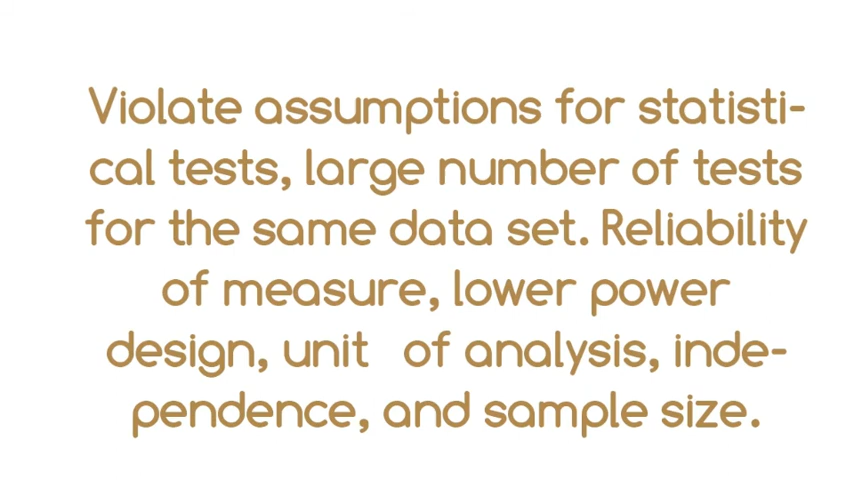 Violate assumptions for statisti-
cal tests, large number of tests
for the same data set. Reliability
of measure, lower power
design, unit of analysis, inde-
pendence, and sample size.